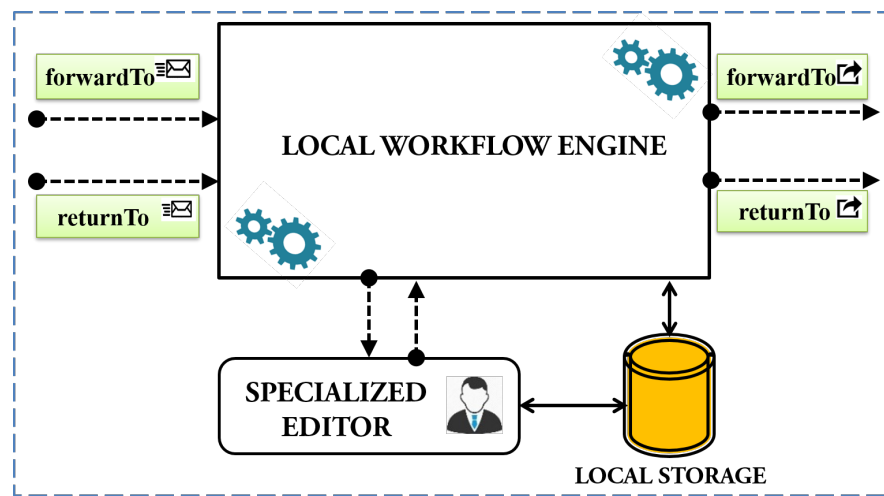 forwardTo
forwardTo
LOCAL WORKFLOW ENGINE
returnTo
returnTo
SPECIALIZED
EDITOR
LOCAL STORAGE